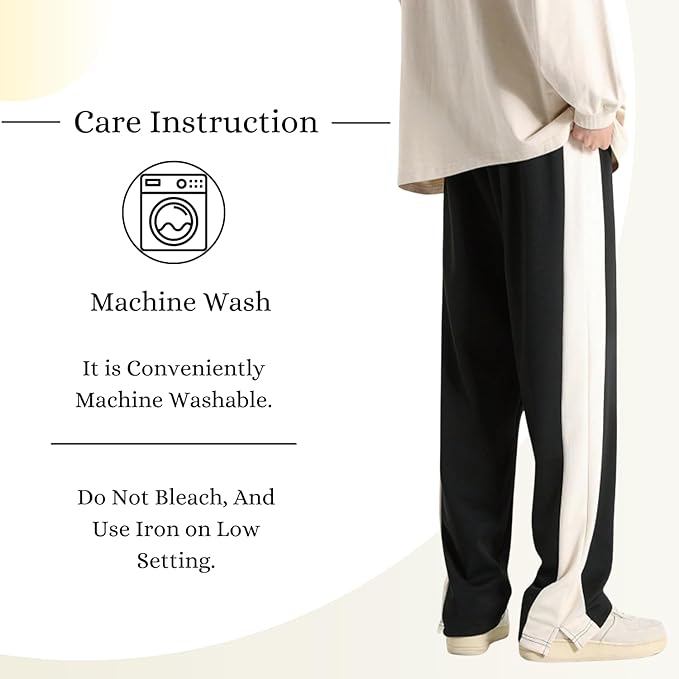 Care Instruction
Machine Wash
It is Conveniently
Machine Washable.
Do Not Bleach, And
Use Iron on Low
Setting.